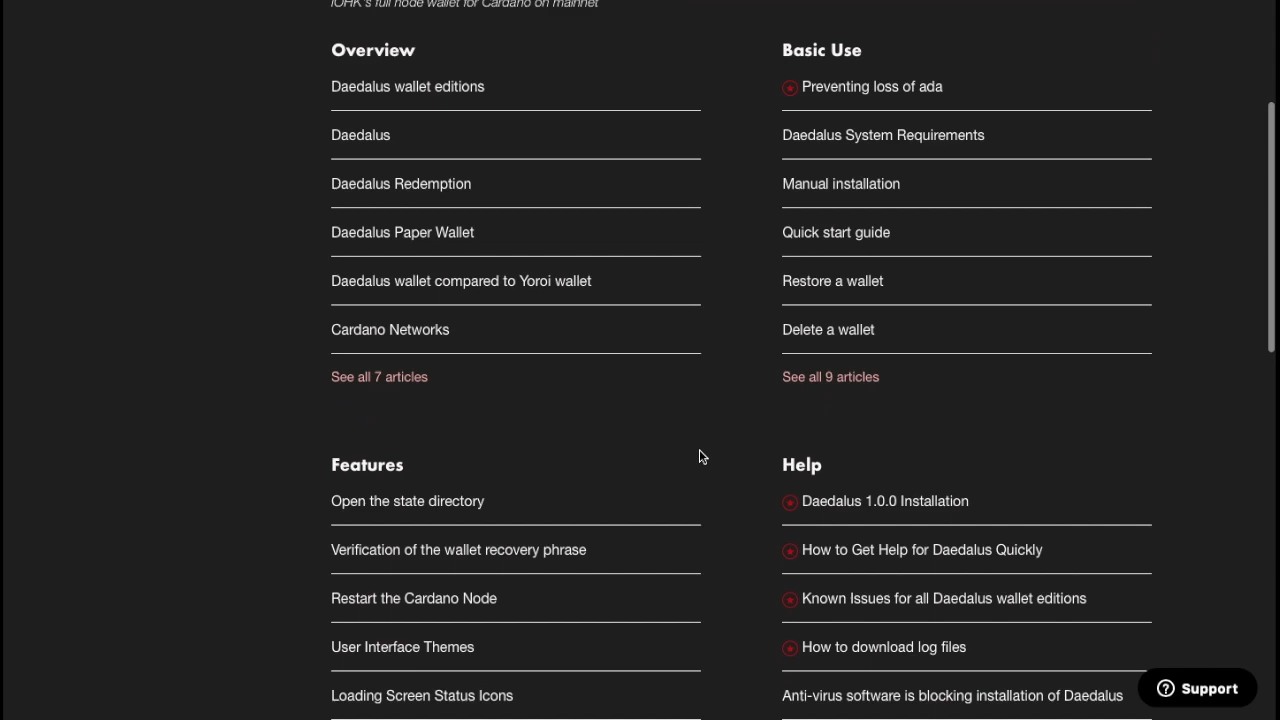 IOHK's full node wallet for Cardano on mainnet
Overview
Daedalus wallet editions
Daedalus
Daedalus Redemption
Daedalus Paper Wallet
Daedalus wallet compared to Yoroi wallet
Cardano Networks
See all 7 articles
Basic Use
Preventing loss of ada
Daedalus System Requirements
Manual installation
Quick start guide
Restore a wallet
Delete a wallet
See all 9 articles
Features
Open the state directory
Verification of the wallet recovery phrase
Restart the Cardano Node
User Interface Themes
Loading Screen Status Icons
Help
Daedalus 1.0.0 Installation
How to Get Help for Daedalus Quickly
Known Issues for all Daedalus wallet editions
How to download log files
Anti-virus software is blocking installation of Daedalus
Support